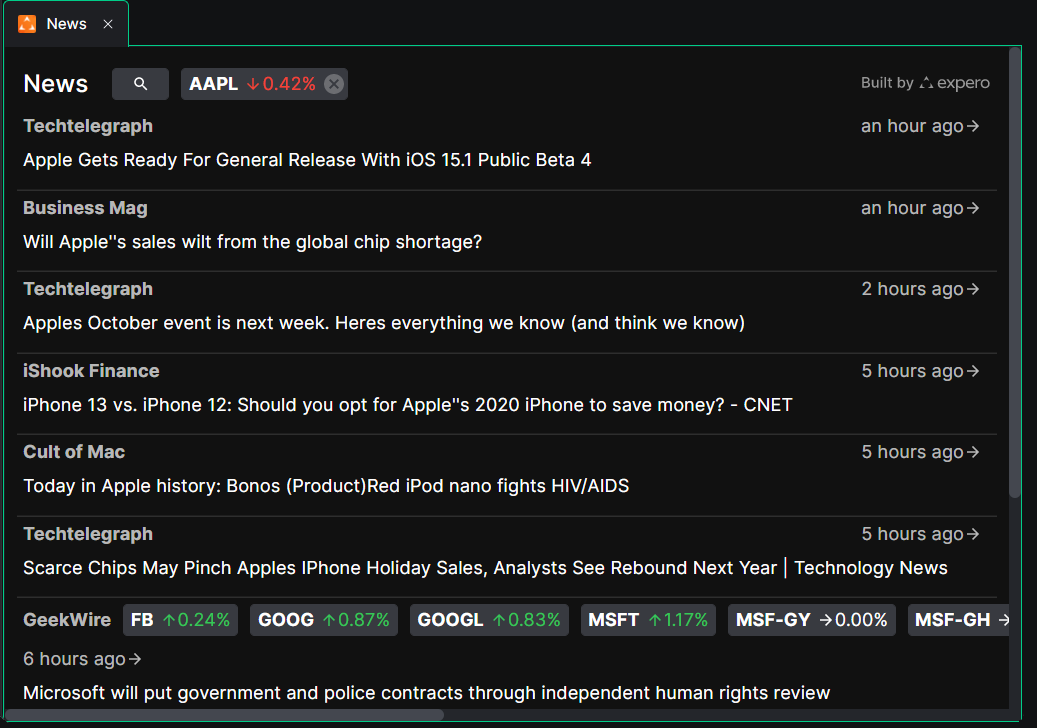 News
News AAPL ↓0.42% Built by expero
Techtelegraph an hour ago→
Apple Gets Ready For General Release With iOS 15.1 Public Beta 4
Business Mag an hour ago→
Will Apple''s sales wilt from the global chip shortage?
Techtelegraph 2 hours ago→
Apples October event is next week. Heres everything we know (and think we know)
iShook Finance 5 hours ago→
iPhone 13 vs. iPhone 12: Should you opt for Apple''s 2020 iPhone to save money? - CNET
Cult of Mac 5 hours ago→
Today in Apple history: Bonos (Product)Red iPod nano fights HIV/AIDS
Techtelegraph 5 hours ago→
Scarce Chips May Pinch Apples IPhone Holiday Sales, Analysts See Rebound Next Year | Technology News
GeekWire FB ↑0.24% GOOG ↑0.87% GOOGL ↑0.83% MSFT ↑1.17% MSF-GY →0.00% MSF-GH →
6 hours ago→
Microsoft will put government and police contracts through independent human rights review